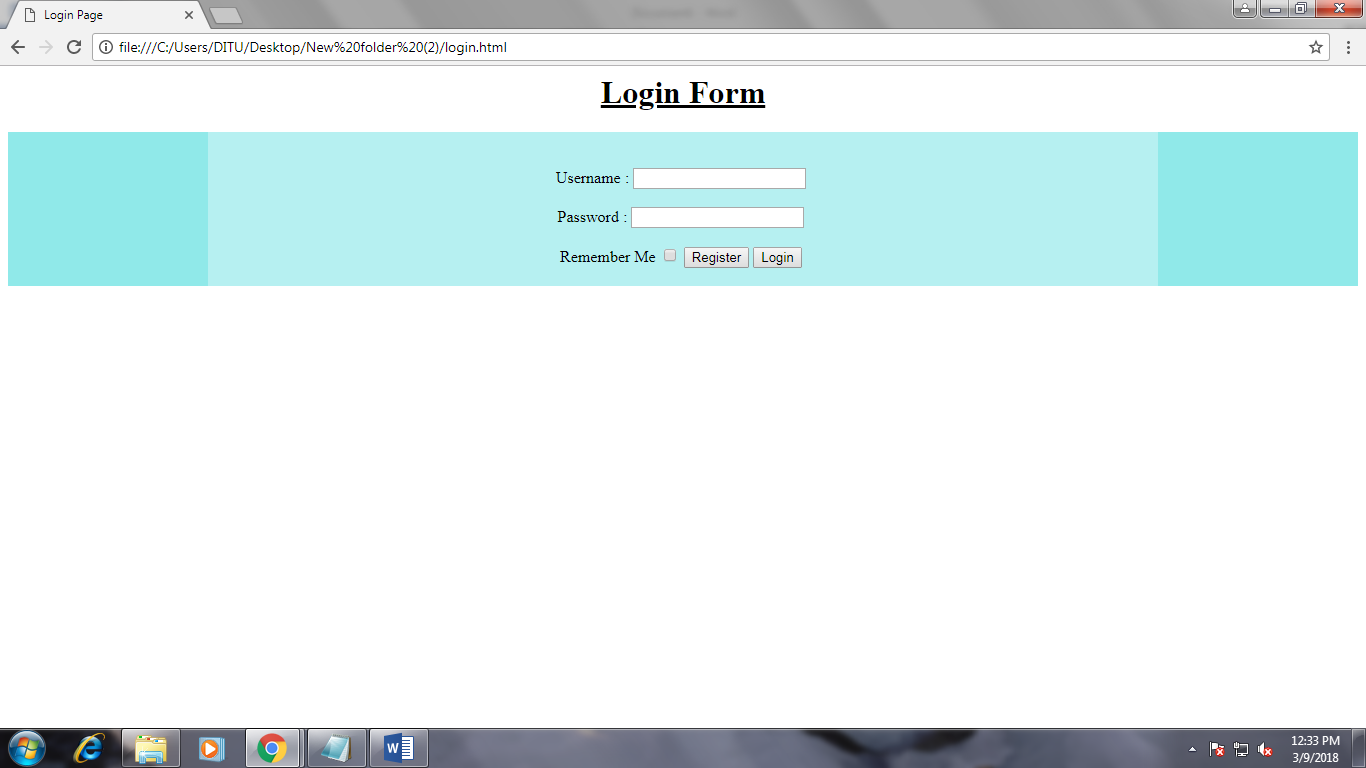 Login Page
file:///C:/Users/DITU/Desktop/New%20folder%20(2)/login.html
Login Form
Username :
Password :
Remember Me Register Login
W
12:33 PM
3/9/2018